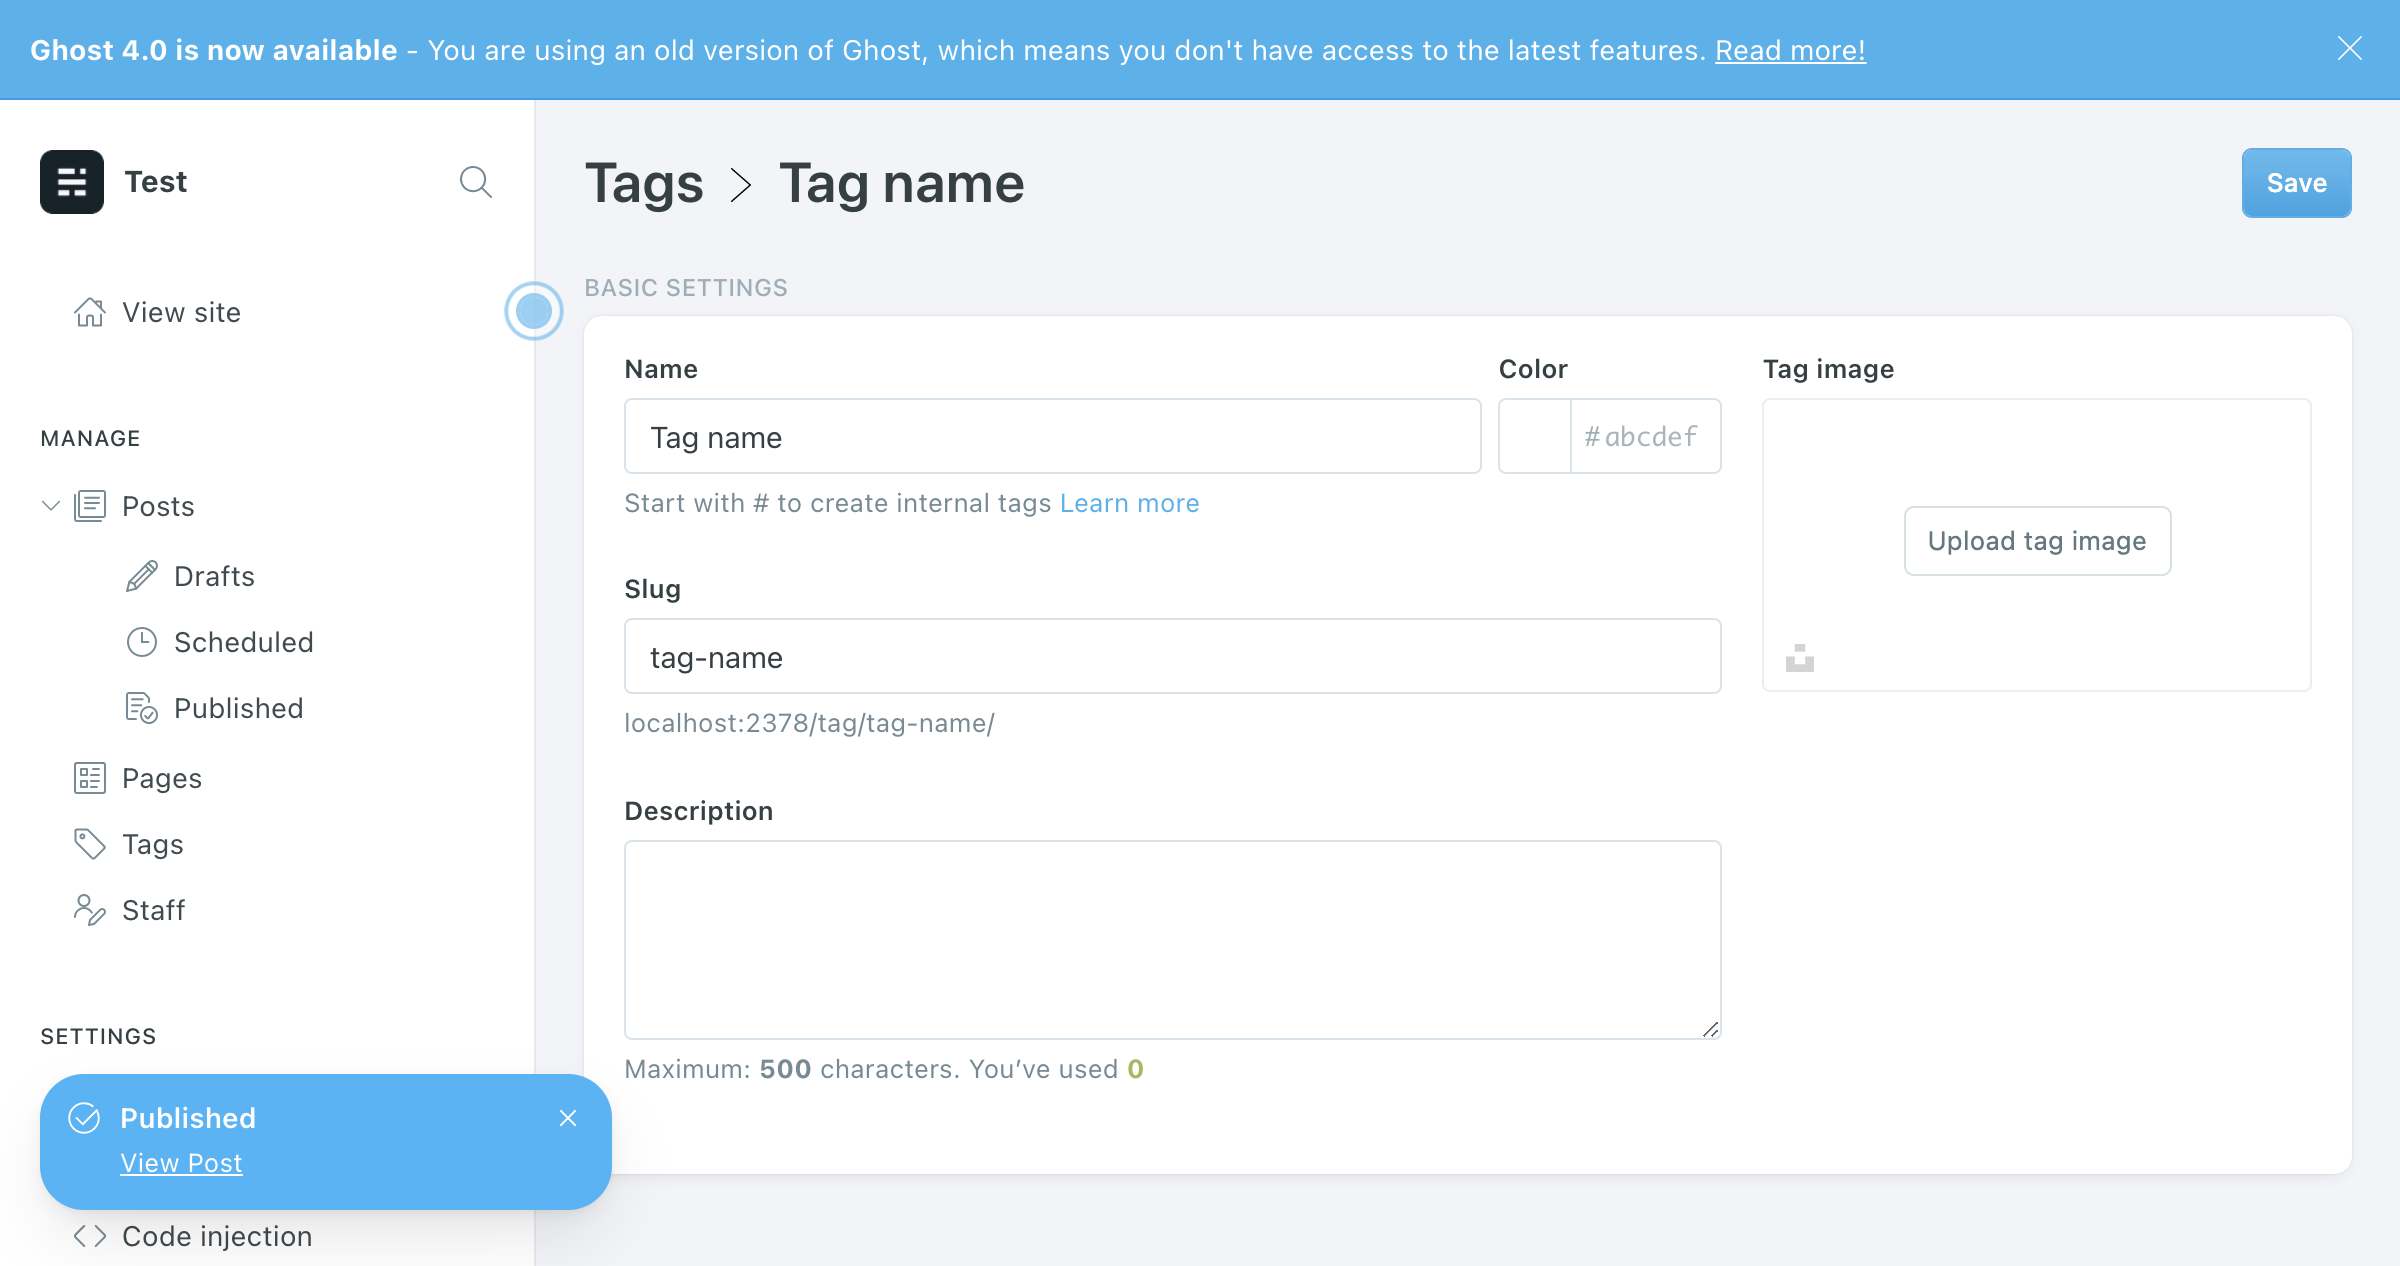 Ghost 4.0 is now available - You are using an old version of Ghost, which means you don't have access to the latest features. Read more!
Test
View site
MANAGE
Posts
Drafts
Scheduled
Published
Pages
Tags
Staff
SETTINGS
Published
View Post
Code injection
Tags > Tag name
Save
BASIC SETTINGS
Name
Tag name
Start with # to create internal tags Learn more
Color
#abcdef
Slug
tag-name
localhost:2378/tag/tag-name/
Description
Maximum: 500 characters. You’ve used 0
Tag image
Upload tag image